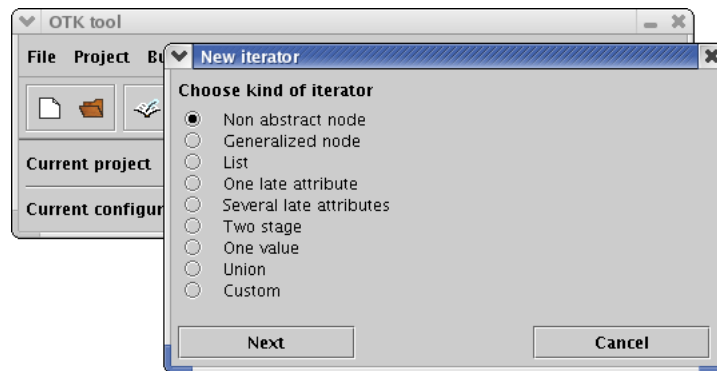 OTK tool
File Project
New iterator
Choose kind of iterator
Non abstract node
Generalized node
List
One late attribute
Several late attributes
Two stage
One value
Union
Custom
Next Cancel
Current project